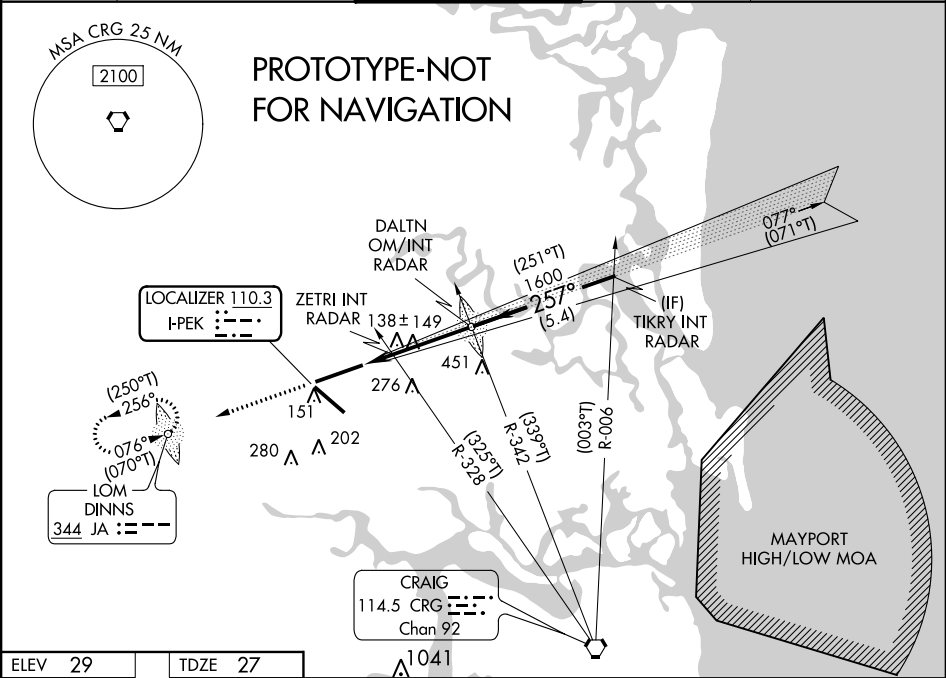 MSA CRG 25 NM
2100
PROTOTYPE-NOT
FOR NAVIGATION
DALTN
OM/INT
RADAR
(251°T)
1600
257°
(5.4)
077°
(071°T)
(IF)
TIKRY INT
RADAR
LOCALIZER 110.3
I-PEK
ZETRI INT
RADAR
138± 149
451
276
151
280
202
(250°T)
256°
076°
(070°T)
LOM
DINNS
344 JA
(325°T)
R-328
(339°T)
R-342
(003°T)
R-006
MAYPORT
HIGH/LOW MOA
CRAIG
114.5 CRG
Chan 92
1041
ELEV 29
TDZE 27